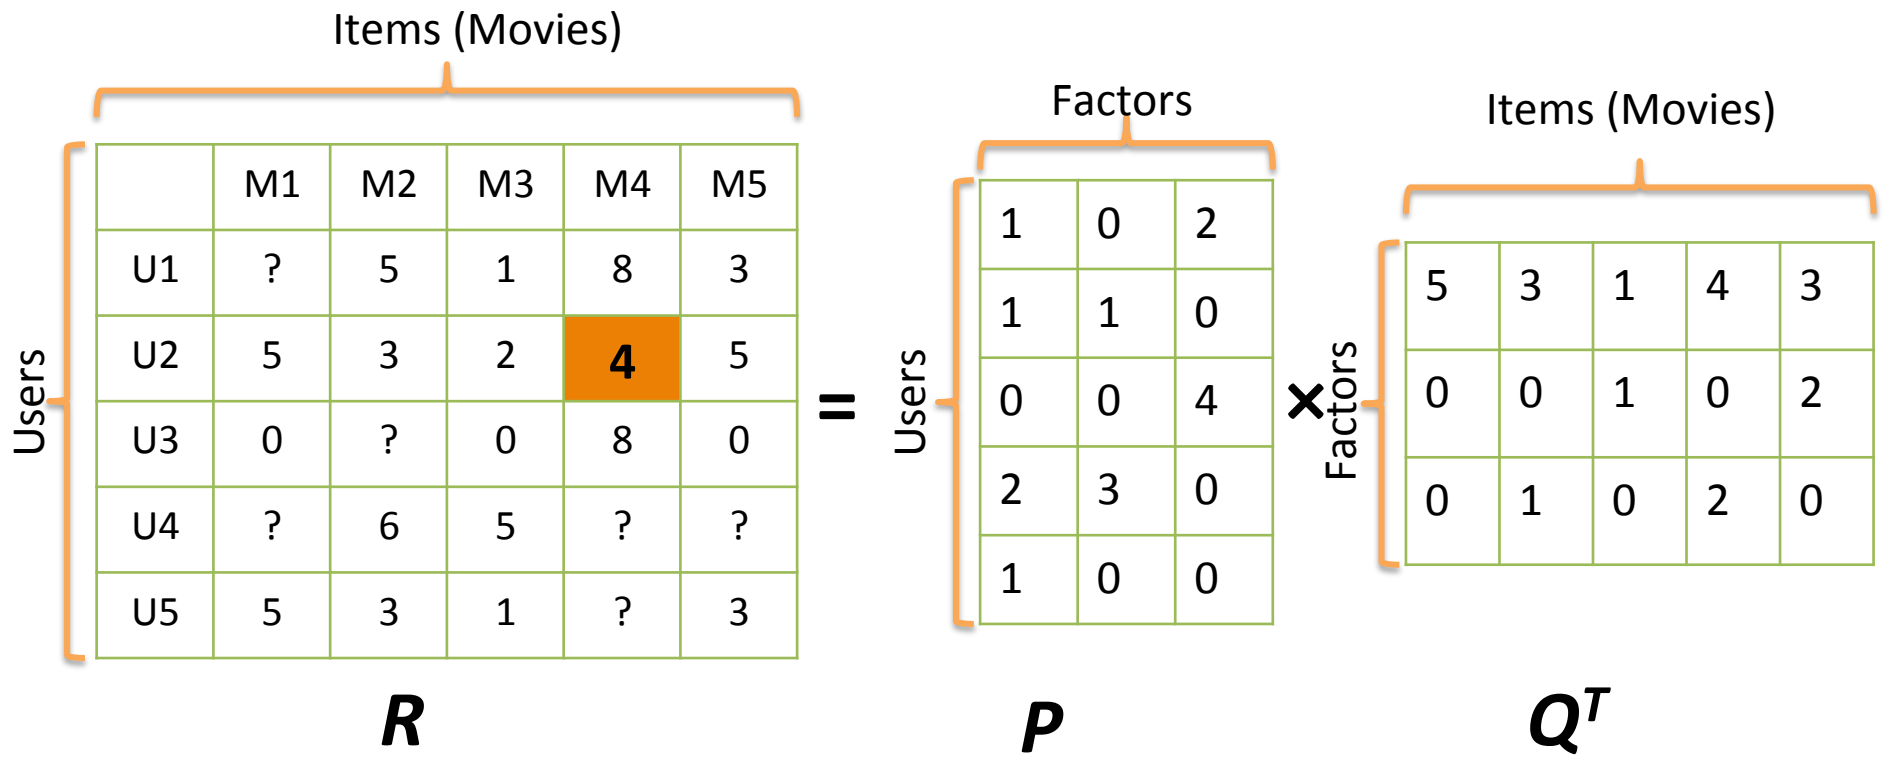 Items (Movies)
Users
M1 M2 M3 M4 M5
U1 ? 5 1 8 3
U2 5 3 2 4 5
U3 0 ? 0 8 0
U4 ? 6 5 ? ?
U5 5 3 1 ? 3
R
=
Factors
Users
1 0 2
1 1 0
0 0 4
2 3 0
1 0 0
P
×
Items (Movies)
Factors
5 3 1 4 3
0 0 1 0 2
0 1 0 2 0
Qᵀ